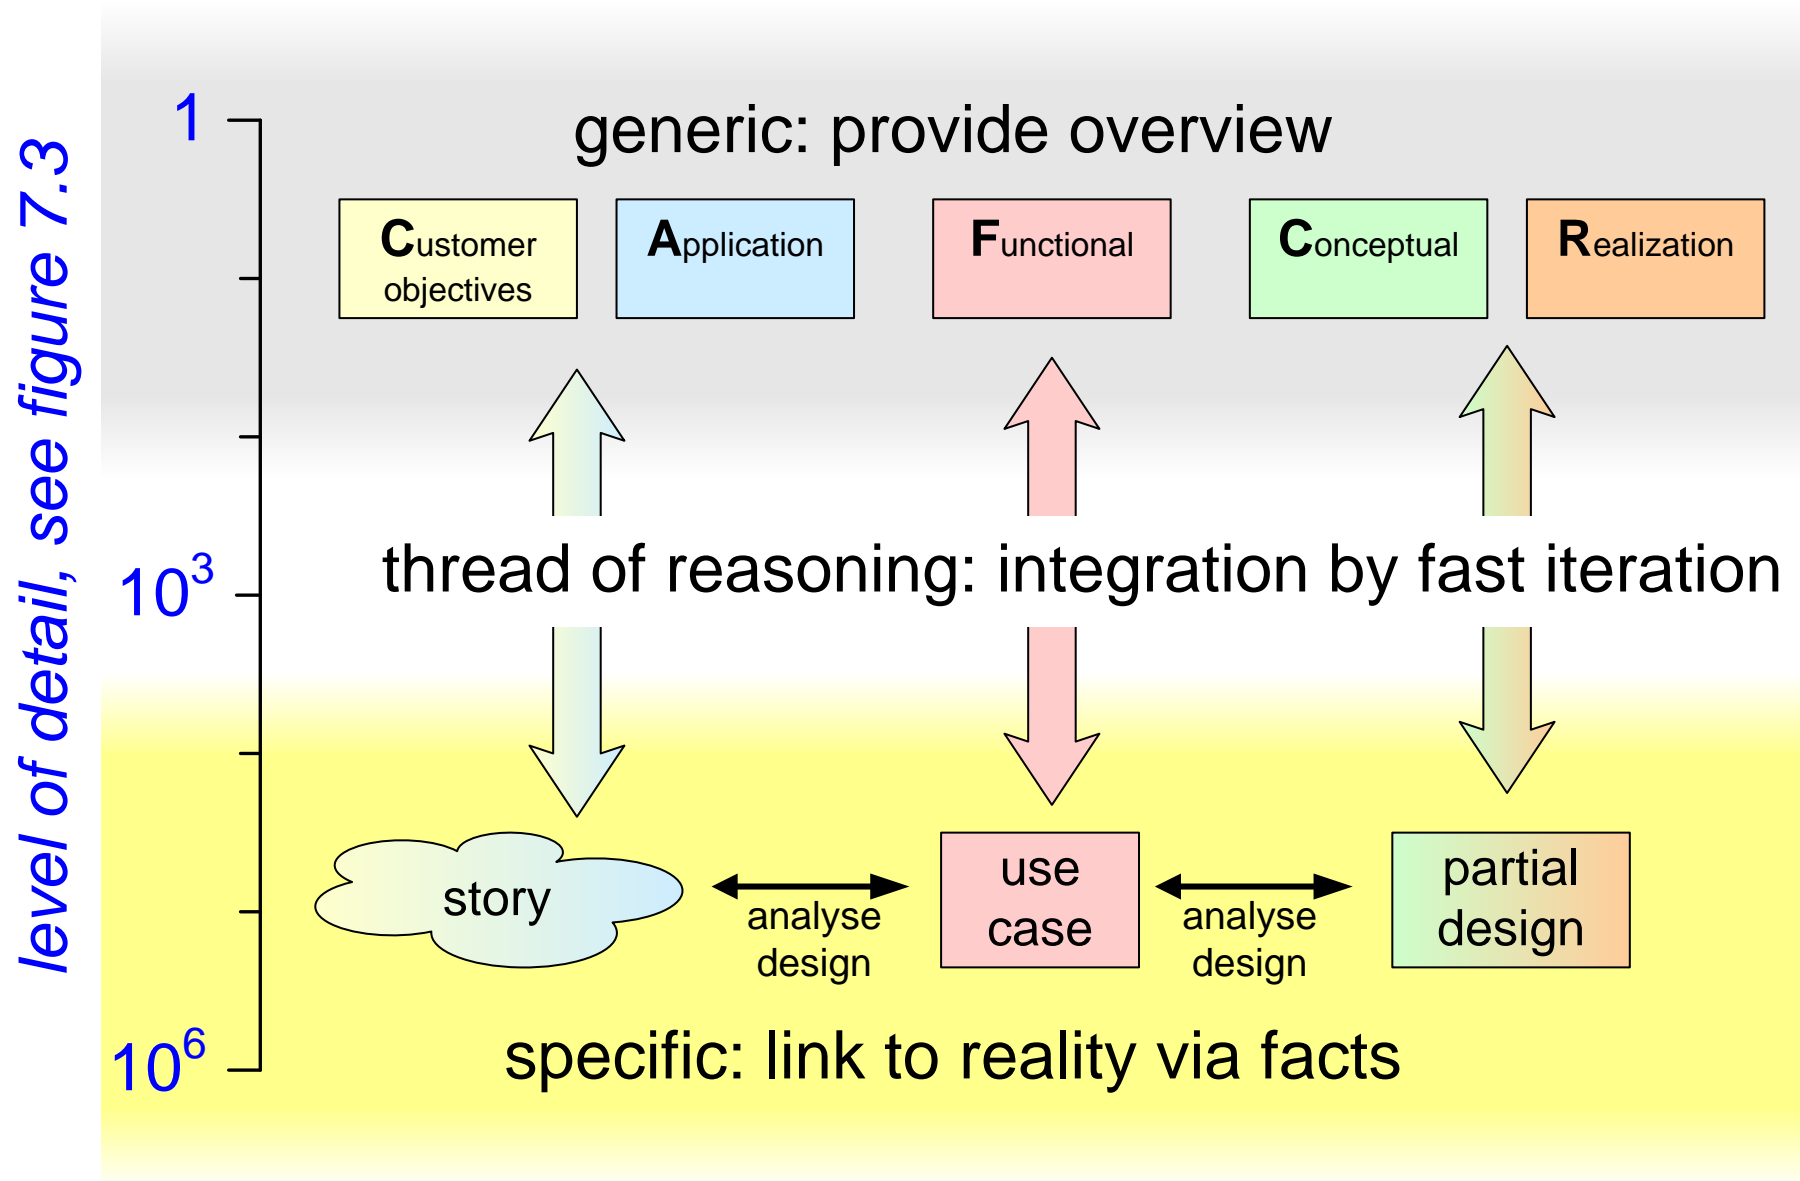 level of detail, see figure 7.3
1
generic: provide overview
Customer
objectives
Application
Functional
Conceptual
Realization
10³
thread of reasoning: integration by fast iteration
story
analyse
design
use
case
analyse
design
partial
design
10⁶
specific: link to reality via facts